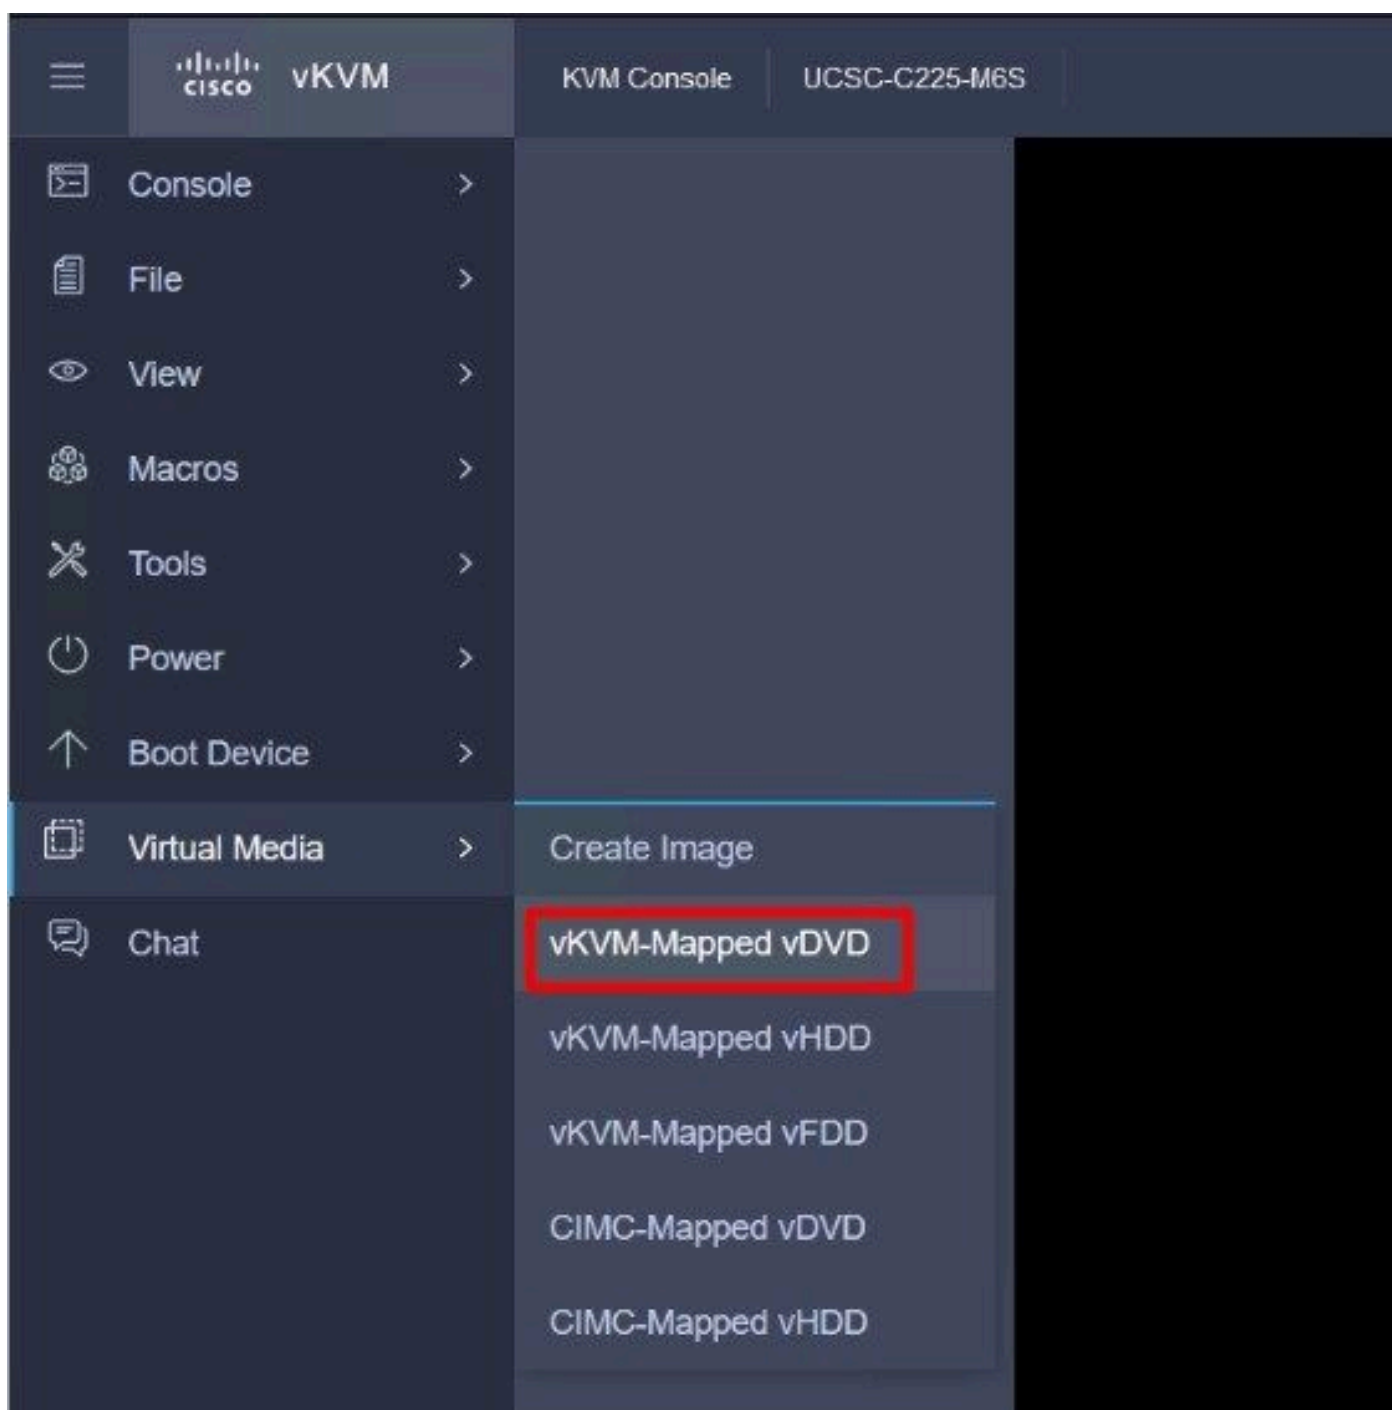 cisco vKVM KVM Console UCSC-C225-M6S
Console
File
View
Macros
Tools
Power
Boot Device
Virtual Media
Create Image
Chat
vKVM-Mapped vDVD
vKVM-Mapped vHDD
vKVM-Mapped vFDD
CIMC-Mapped vDVD
CIMC-Mapped vHDD